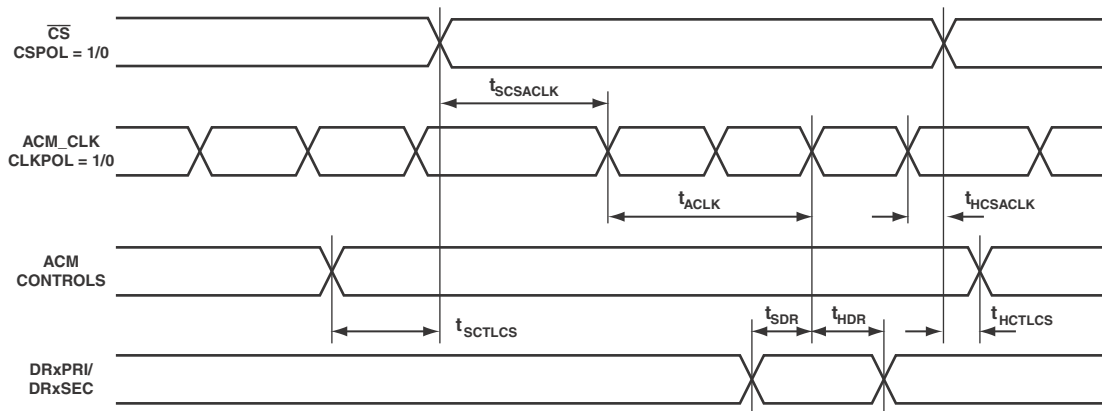 CS
CSPOL = 1/0
tSCSACLK
ACM_CLK
CLKPOL = 1/0
tACLK
tHCSACLK
ACM
CONTROLS
tSCTLCS
tSDR
tHDR
tHCTLCS
DRxPRI/
DRxSEC